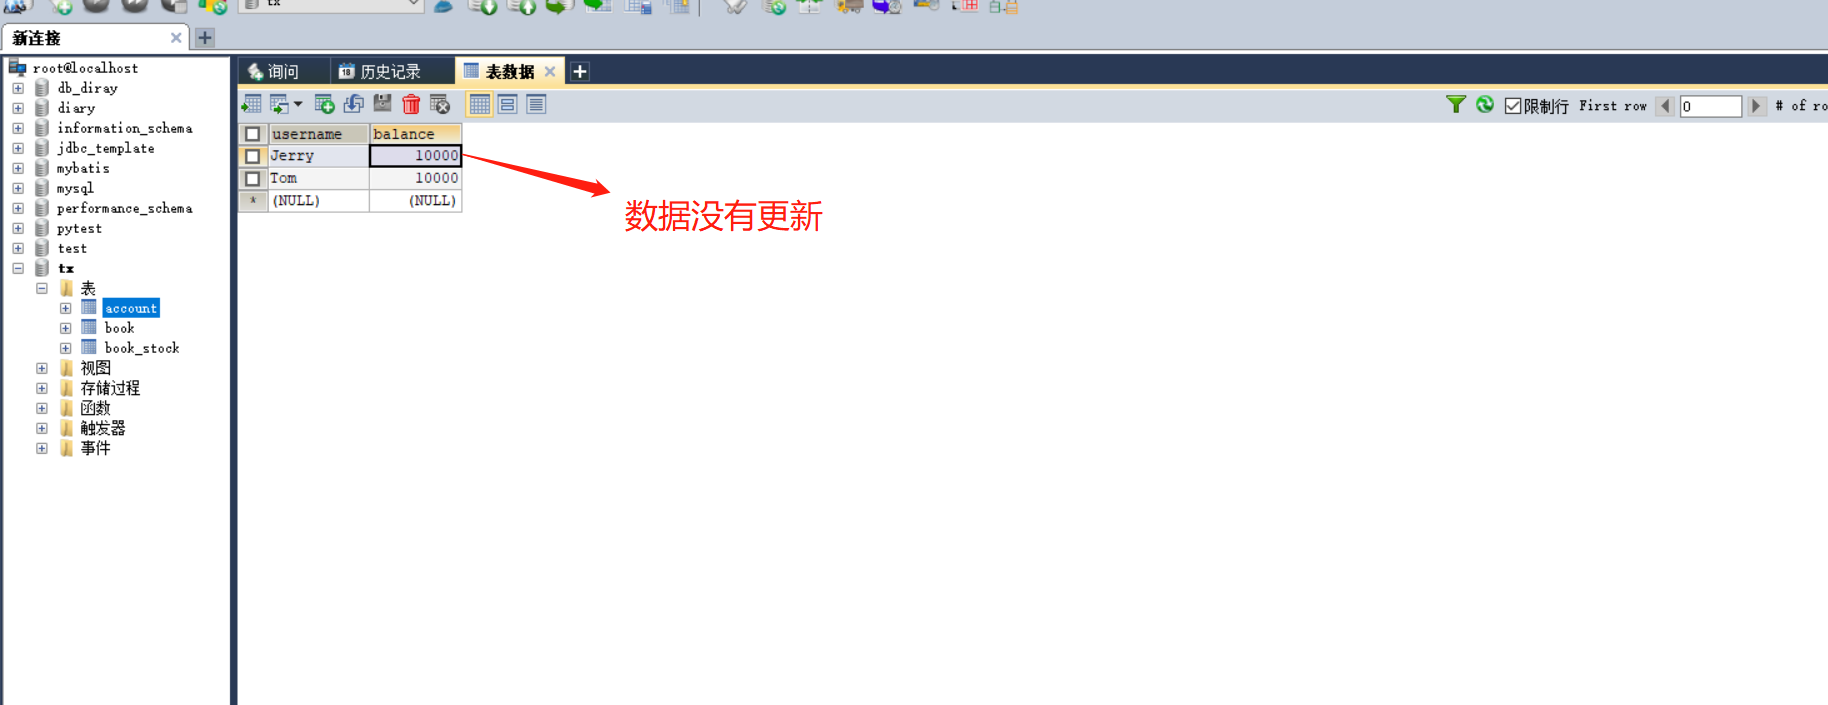 tx
新连接
root@localhost
db_diray
diary
information_schema
jdbc_template
mybatis
mysql
performance_schema
pytest
test
tx
表
account
book
book_stock
视图
存储过程
函数
触发器
事件
询问
18 历史记录
表数据
限制行 First row 0 # of ro
username balance
Jerry 10000
Tom 10000
* (NULL) (NULL)
数据没有更新